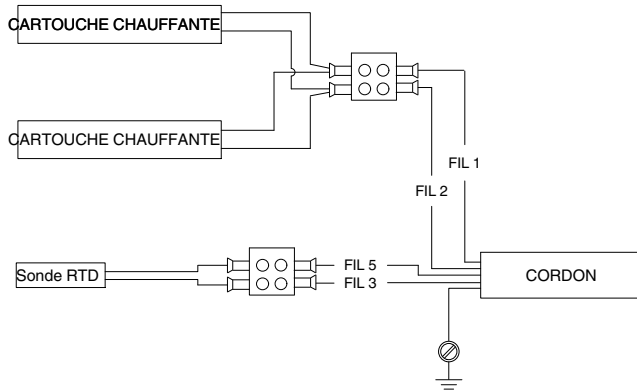 CARTOUCHE CHAUFFANTE
CARTOUCHE CHAUFFANTE
FIL 1
FIL 2
Sonde RTD
FIL 5
FIL 3
CORDON